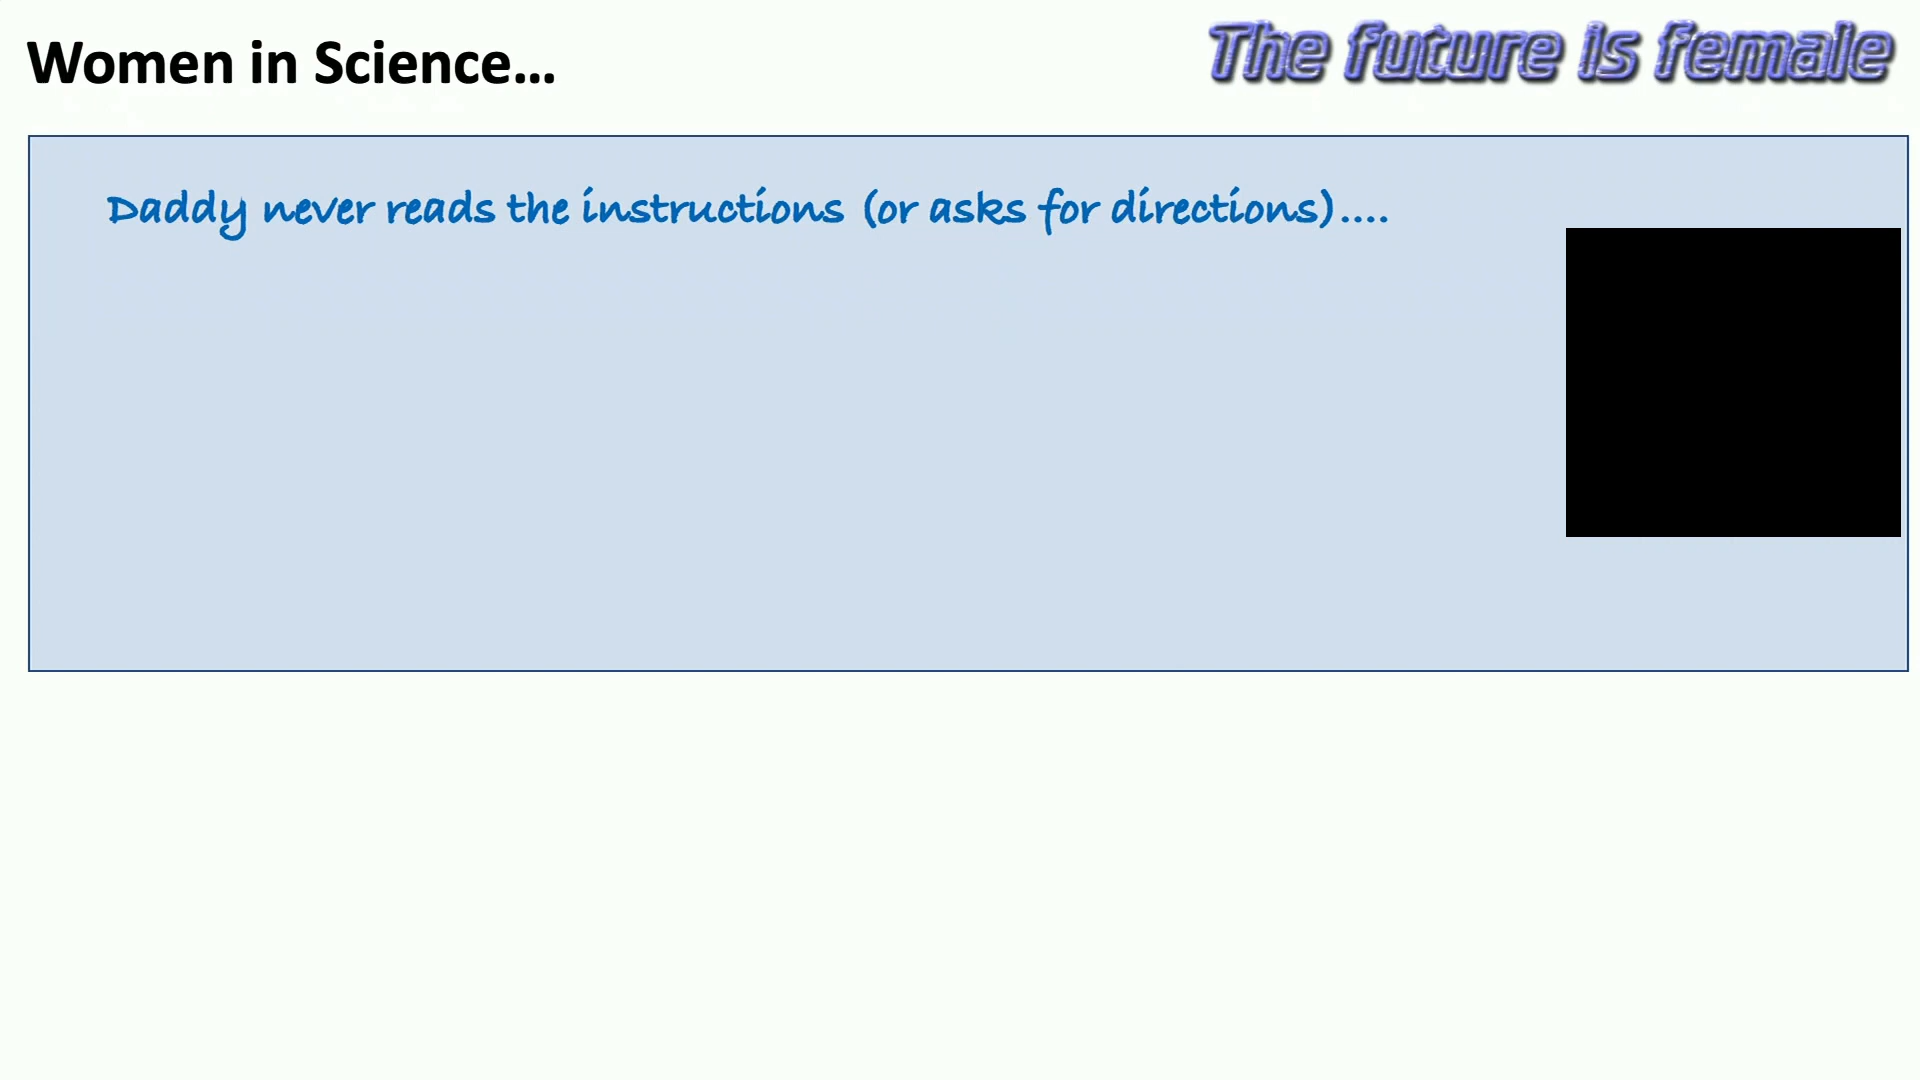 Women in Science...
The future is female
Daddy never reads the instructions (or asks for directions)....